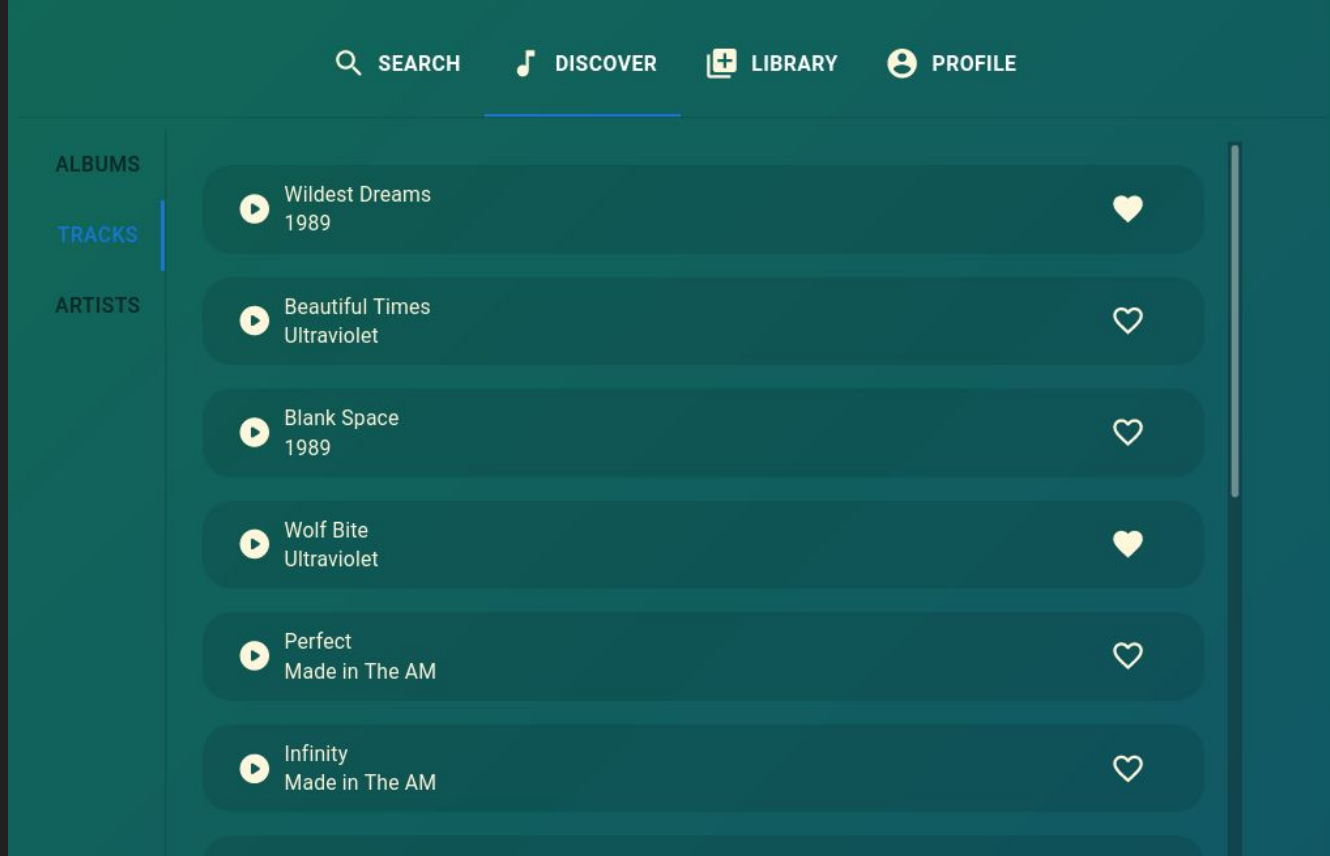 SEARCH DISCOVER LIBRARY PROFILE
ALBUMS
TRACKS
ARTISTS
Wildest Dreams
1989
Beautiful Times
Ultraviolet
Blank Space
1989
Wolf Bite
Ultraviolet
Perfect
Made in The AM
Infinity
Made in The AM